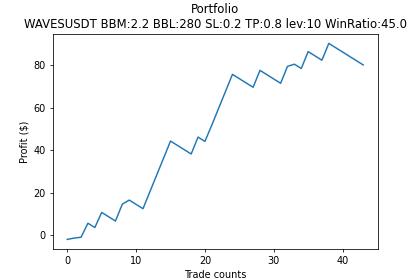 Portfolio
WAVESUSDT BBM:2.2 BBL:280 SL:0.2 TP:0.8 lev:10 WinRatio:45.0
80
60
40
20
0
Profit ($)
0
10
20
30
40
Trade counts